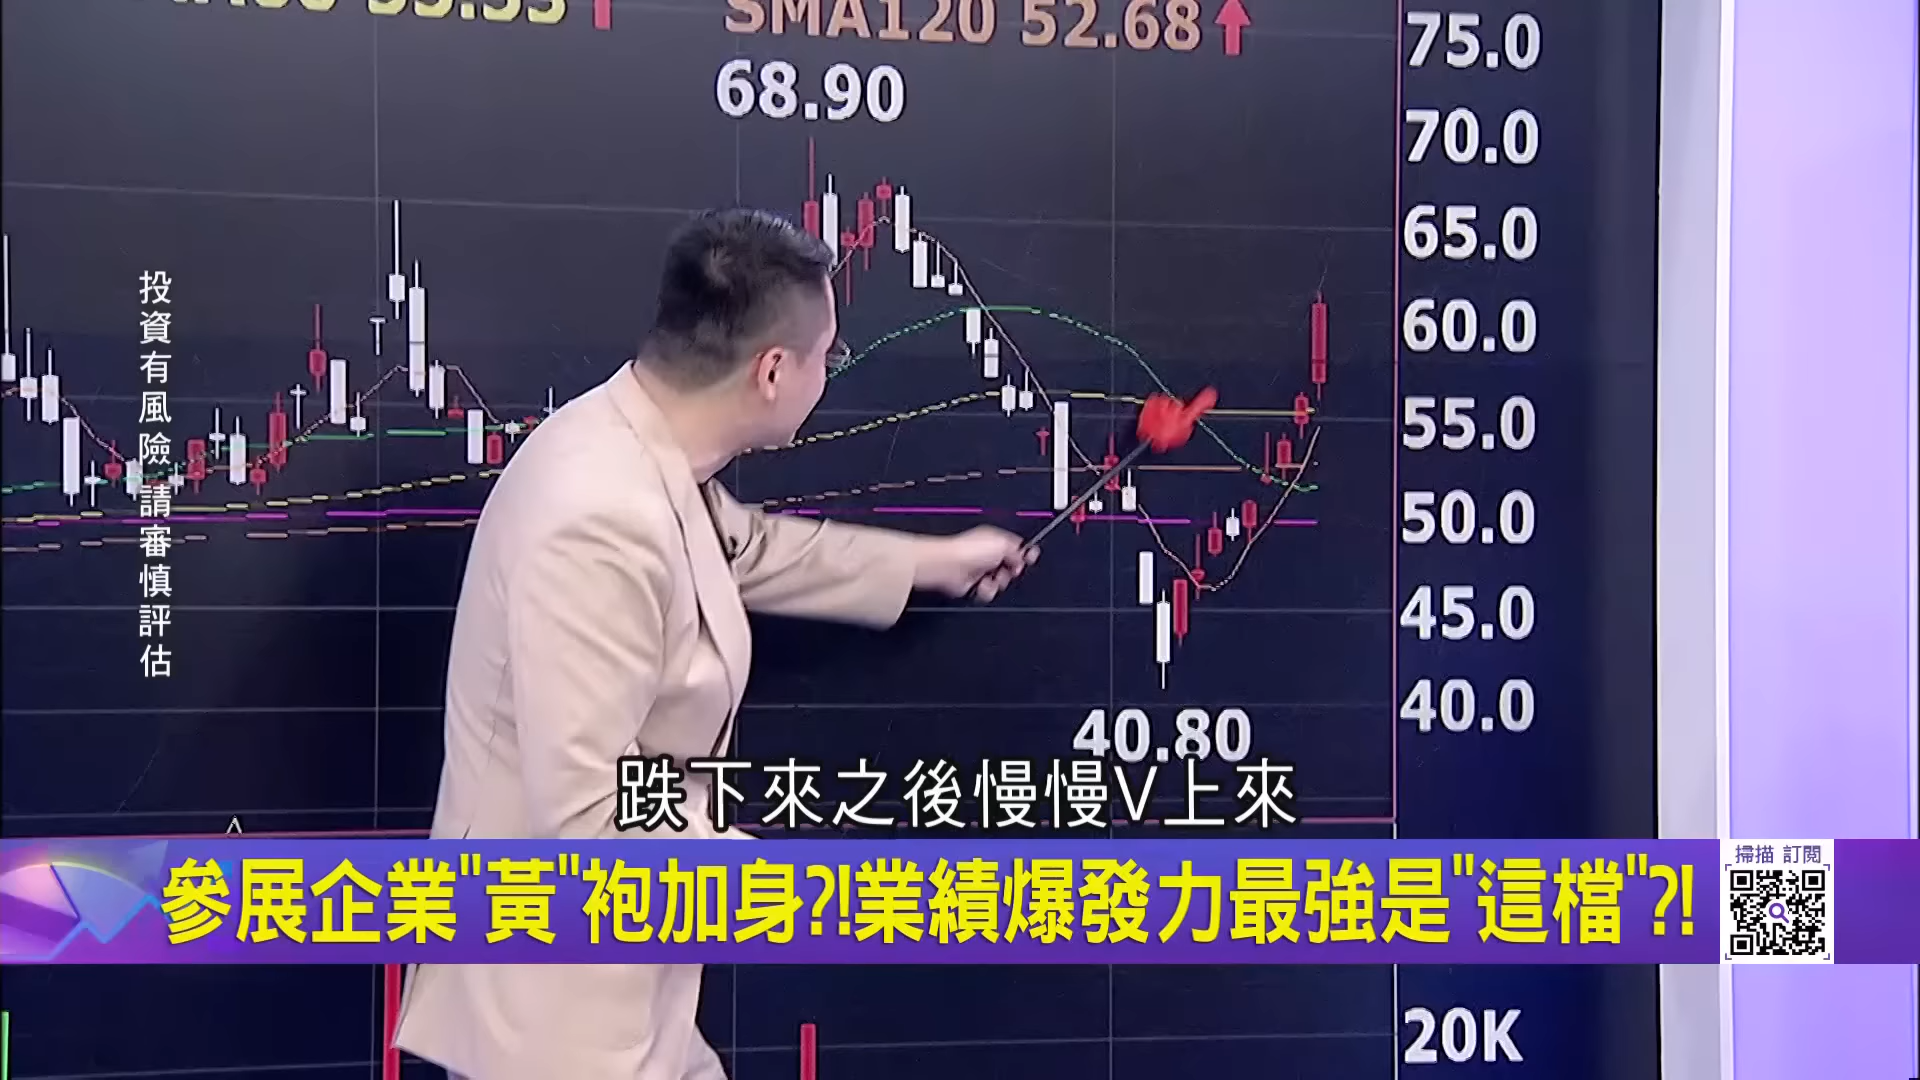 53.53
SMA120 52.68
68.90
75.0
70.0
65.0
60.0
55.0
50.0
45.0
40.0
投資有風險 請審慎評估
40.80
跌下來之後慢慢V上來
參展企業"黃"袍加身?!業績爆發力最強是"這檔"?!
掃描 訂閱
20K